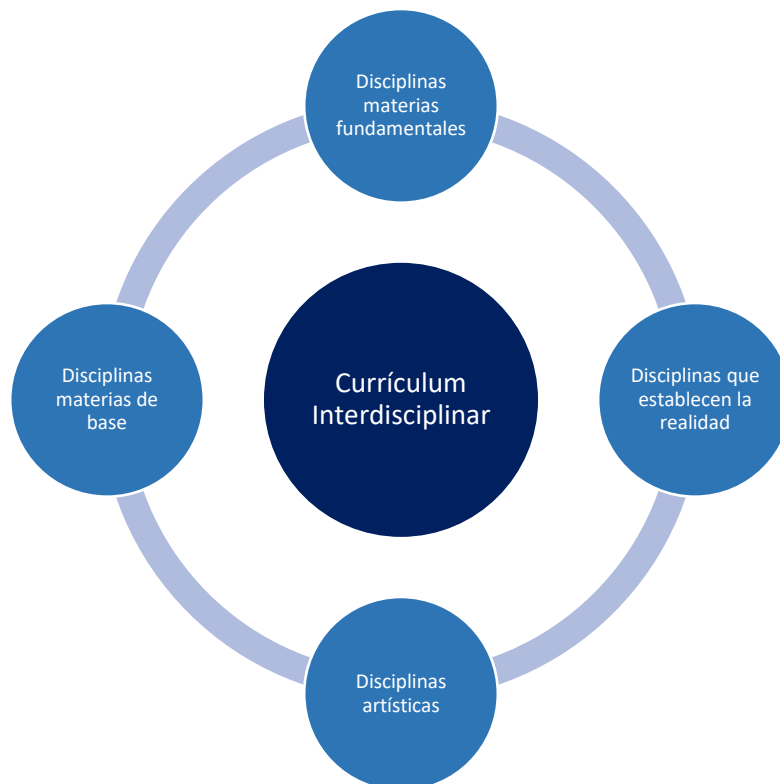 Disciplinas
materias
fundamentales
Disciplinas
materias de
base
Currículum
Interdisciplinar
Disciplinas que
establecen la
realidad
Disciplinas
artísticas